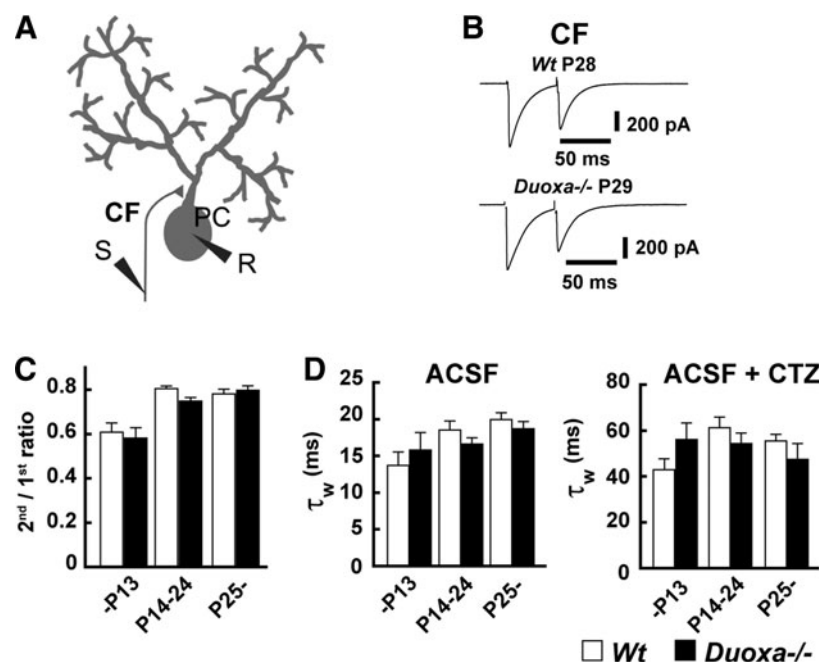 A
CF
PC
S
R
B
CF
Wt P28
200 pA
50 ms
Duoxa-/- P29
200 pA
50 ms
C
2nd / 1st ratio
0.8
0.6
0.4
0.2
0
-P13
P14-24
P25-
D
ACSF
τw (ms)
25
20
15
10
5
0
-P13
P14-24
P25-
ACSF + CTZ
τw (ms)
80
60
40
20
0
-P13
P14-24
P25-
Wt
Duoxa-/-